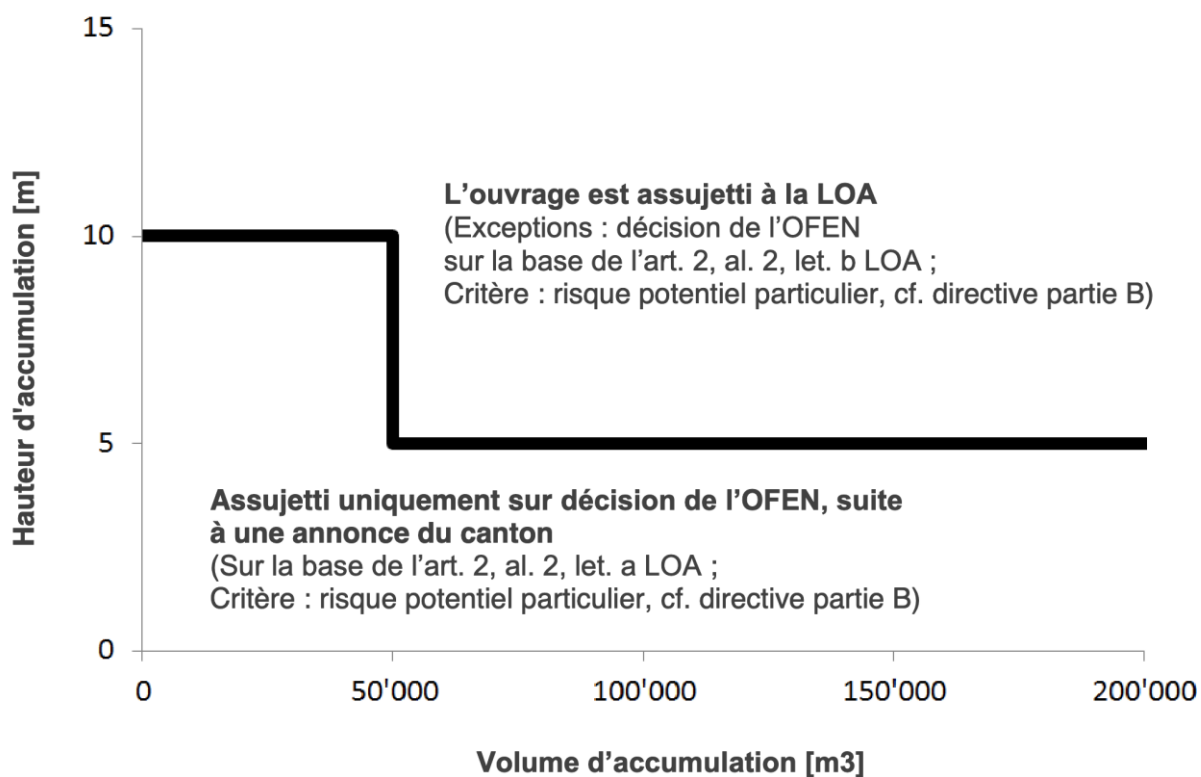 15
10
5
0
Hauteur d'accumulation [m]
L’ouvrage est assujetti à la LOA
(Exceptions : décision de l’OFEN
sur la base de l’art. 2, al. 2, let. b LOA ;
Critère : risque potentiel particulier, cf. directive partie B)
Assujetti uniquement sur décision de l’OFEN, suite
à une annonce du canton
(Sur la base de l’art. 2, al. 2, let. a LOA ;
Critère : risque potentiel particulier, cf. directive partie B)
0 50'000 100'000 150'000 200'000
Volume d’accumulation [m3]